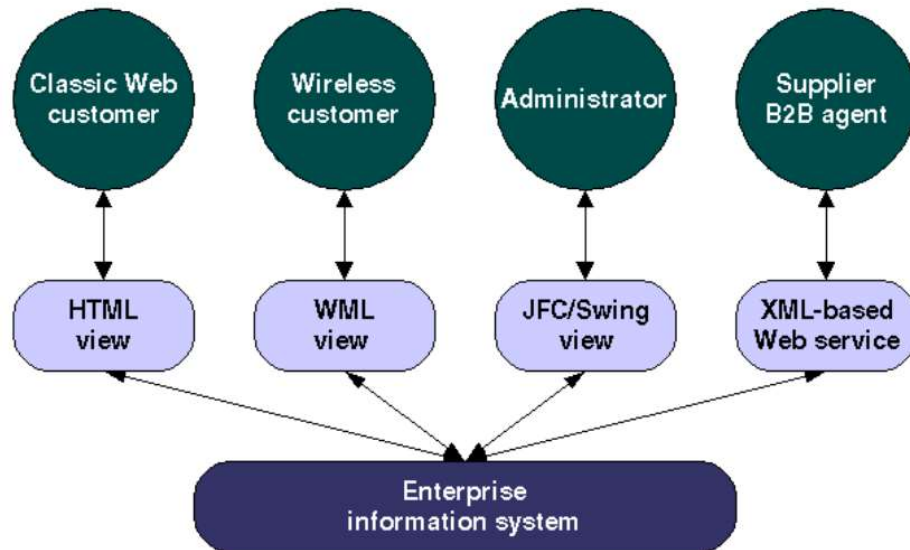 Classic Web
customer
Wireless
customer
Administrator
Supplier
B2B agent
HTML
view
WML
view
JFC/Swing
view
XML-based
Web service
Enterprise
information system